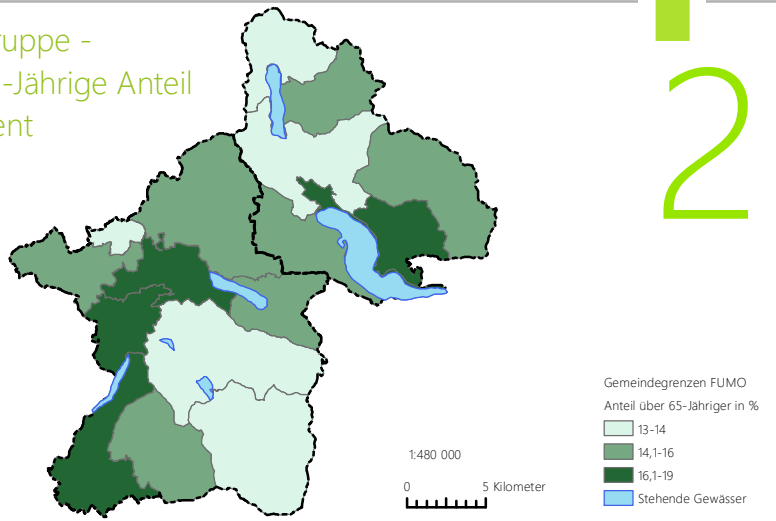 ruppe -
-Jährige Anteil
ent
2
Gemeindegrenzen FUMO
Anteil über 65-Jähriger in %
13-14
14,1-16
16,1-19
Stehende Gewässer
1:480 000
0 5 Kilometer